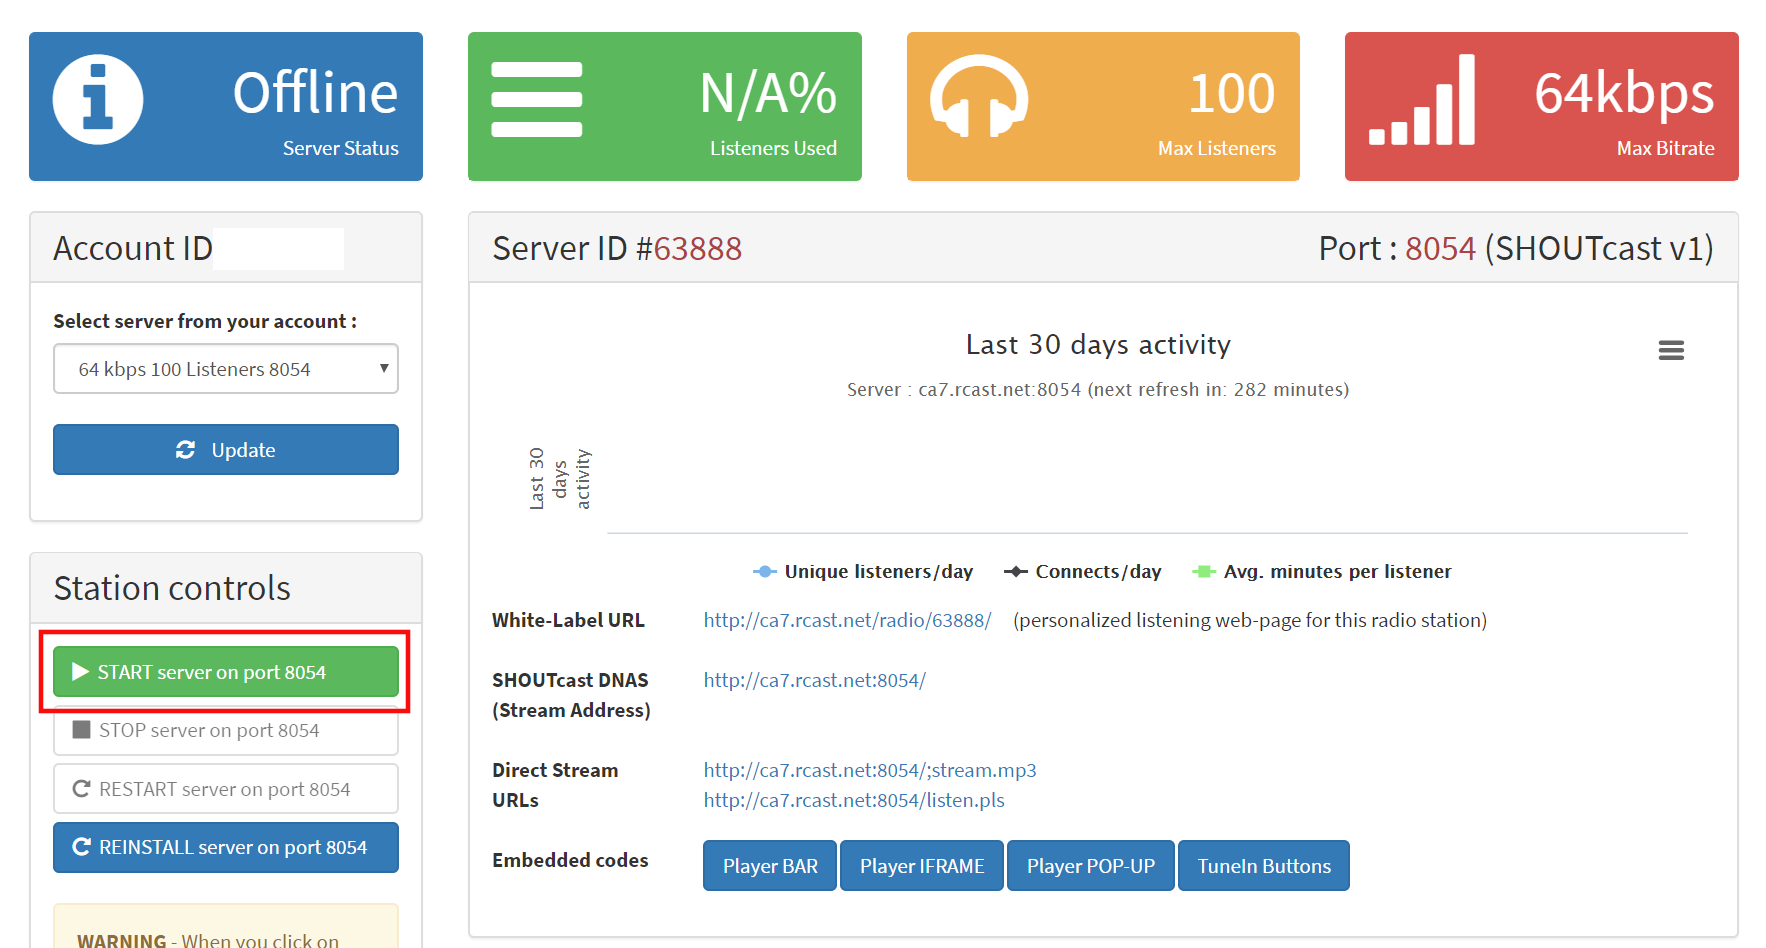 Offline
Server Status
N/A%
Listeners Used
100
Max Listeners
64kbps
Max Bitrate
Account ID
Select server from your account :
64 kbps 100 Listeners 8054
Update
Station controls
START server on port 8054
STOP server on port 8054
RESTART server on port 8054
REINSTALL server on port 8054
WARNING - When you click on
Server ID #63888
Port : 8054 (SHOUTcast v1)
Last 30 days activity
Server : ca7.rcast.net:8054 (next refresh in: 282 minutes)
Last 30
days
activity
Unique listeners/day
Connects/day
Avg. minutes per listener
White-Label URL
http://ca7.rcast.net/radio/63888/ (personalized listening web-page for this radio station)
SHOUTcast DNAS
(Stream Address)
http://ca7.rcast.net:8054/
Direct Stream
URLs
http://ca7.rcast.net:8054/;stream.mp3
http://ca7.rcast.net:8054/listen.pls
Embedded codes
Player BAR
Player IFRAME
Player POP-UP
TuneIn Buttons